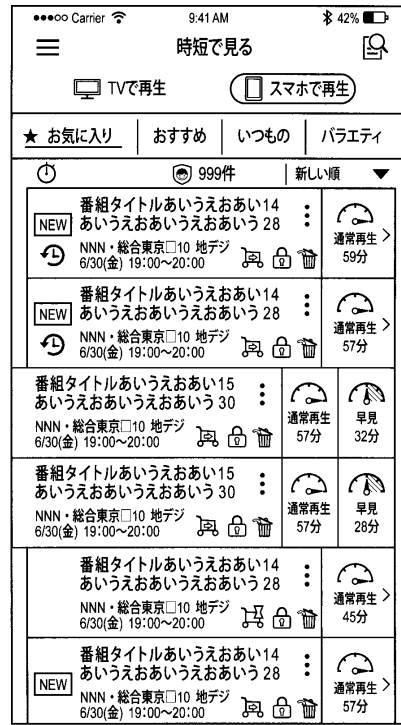 ●●●○○ Carrier 9:41 AM 42%
時短で見る
TVで再生 スマホで再生
★ お気に入り おすすめ いつもの バラエティ
999件 新しい順 ▼
番組タイトルあいうえおあい14
あいうえおあいうえおあいう 28
NEW
NNN・総合東京□10 地デジ
6/30(金) 19:00~20:00
通常再生
59分
番組タイトルあいうえおあい14
あいうえおあいうえおあいう 28
NEW
NNN・総合東京□10 地デジ
6/30(金) 19:00~20:00
通常再生
57分
番組タイトルあいうえおあい15
あいうえおあいうえおあいう 30
NNN・総合東京□10 地デジ
6/30(金) 19:00~20:00
通常再生 早見
57分 32分
番組タイトルあいうえおあい15
あいうえおあいうえおあいう 30
NNN・総合東京□10 地デジ
6/30(金) 19:00~20:00
通常再生 早見
57分 28分
番組タイトルあいうえおあい14
あいうえおあいうえおあいう 28
NNN・総合東京□10 地デジ
6/30(金) 19:00~20:00
通常再生
45分
番組タイトルあいうえおあい14
あいうえおあいうえおあいう 28
NEW
NNN・総合東京□10 地デジ
6/30(金) 19:00~20:00
通常再生
57分